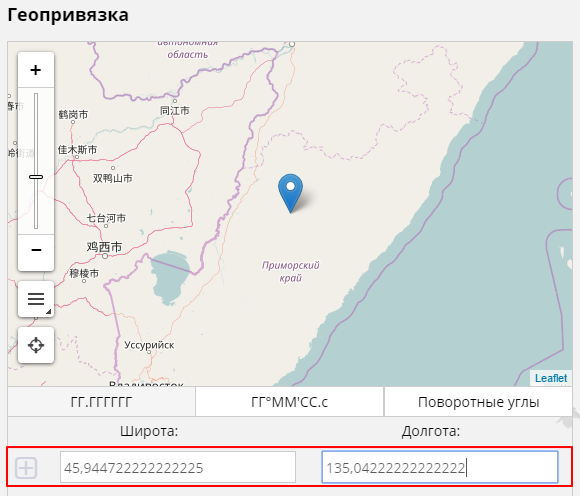 Геопривязка
автономная
область
+
同江市
鹤岗市
佳木斯市
双鸭山市
七台河市
鸡西市
−
穆棱市
Приморский
край
Уссурийск
Владивосток
Leaflet
ГГ.ГГГГГГ ГГ°ММ'СС.с Поворотные углы
Широта: Долгота:
45,944722222222225 135,04222222222222